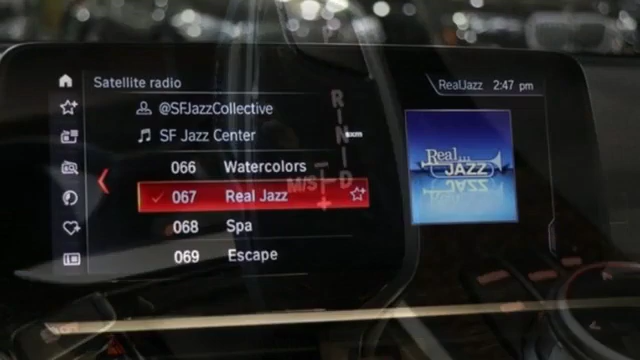 Satellite radio
RealJazz 2:47 pm
@SFJazzCollective
SF Jazz Center
sxm
066 Watercolors
067 Real Jazz
068 Spa
069 Escape
Real...
JAZZ
R
N
D
M/S